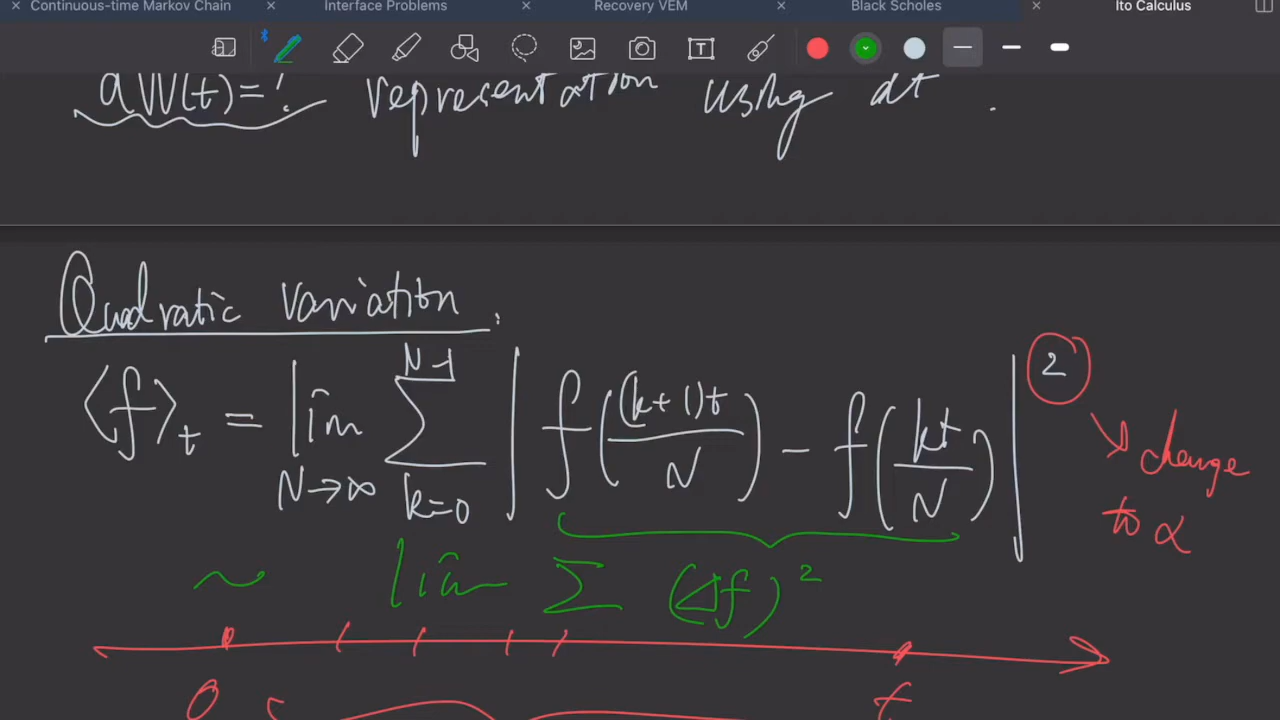 × Continuous-time Markov Chain × Interface Problems × Recovery VEM × Black Scholes × Ito Calculus
T
dW(t)=? representation using dt .
Quadratic variation.
⟨f⟩_t = lim_{N→∞} ∑_{k=0}^{N-1} | f((k+1)t/N) - f(kt/N) |^2
→ change to α
~ lim ∑ (Δf)^2
0 t